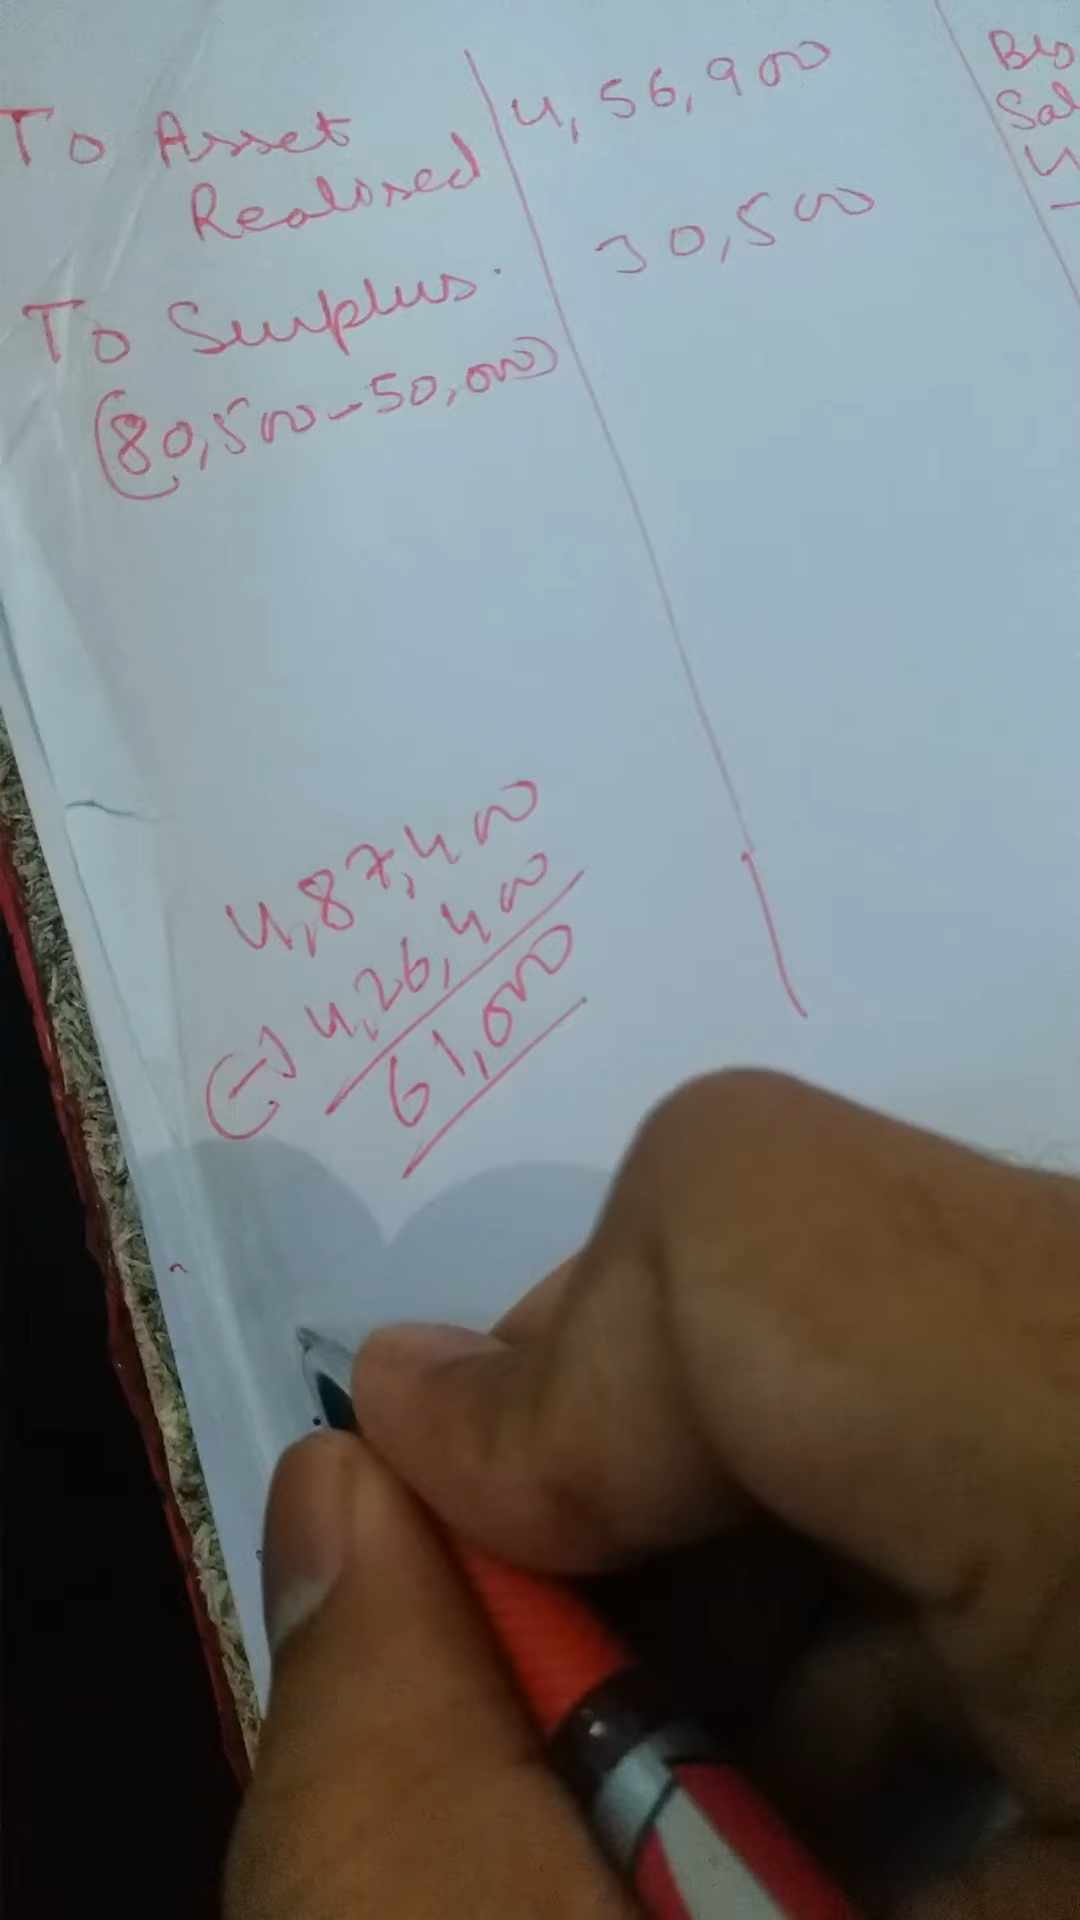 To Asset
Realised 4,56,900
To Surplus. 30,500
(80,500-50,000)
4,87,400
(-) 4,26,400
61,000